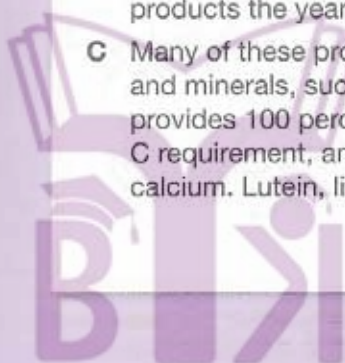 products the year
C Many of these pro
and minerals, suc
provides 100 perc
C requirement, an
calcium. Lutein, li
B